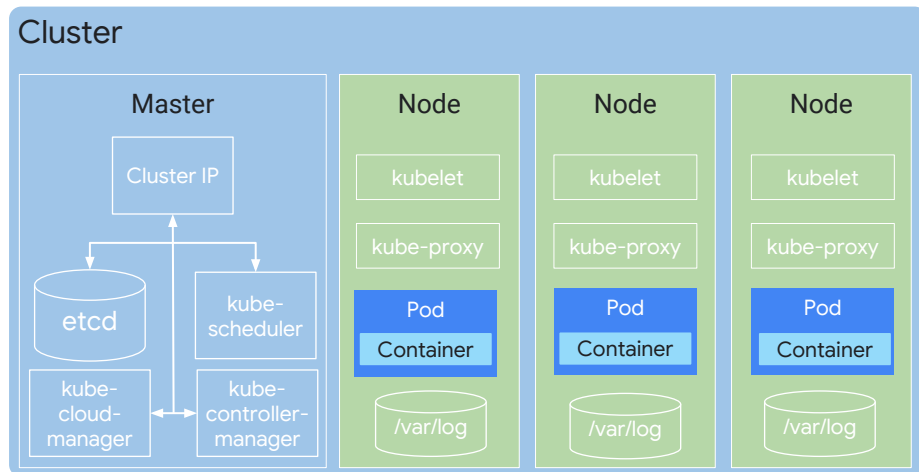 Cluster
Master
Cluster IP
etcd
kube-
scheduler
kube-
cloud-
manager
kube-
controller-
manager
Node
kubelet
kube-proxy
Pod
Container
/var/log
Node
kubelet
kube-proxy
Pod
Container
/var/log
Node
kubelet
kube-proxy
Pod
Container
/var/log